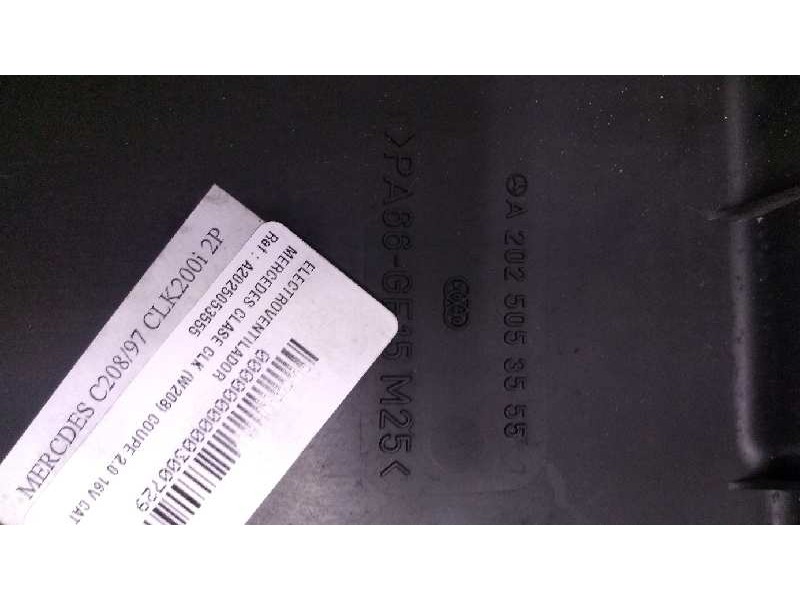 MERCDES C208/97 CLK200i 2P
ELECTROVENTILADOR
MERCEDES CLASE CLK (W208) COUPE 2.0 16V CAT
Ref: A2025053555
>PA66-GF15 M25<
A 202 505 35 55